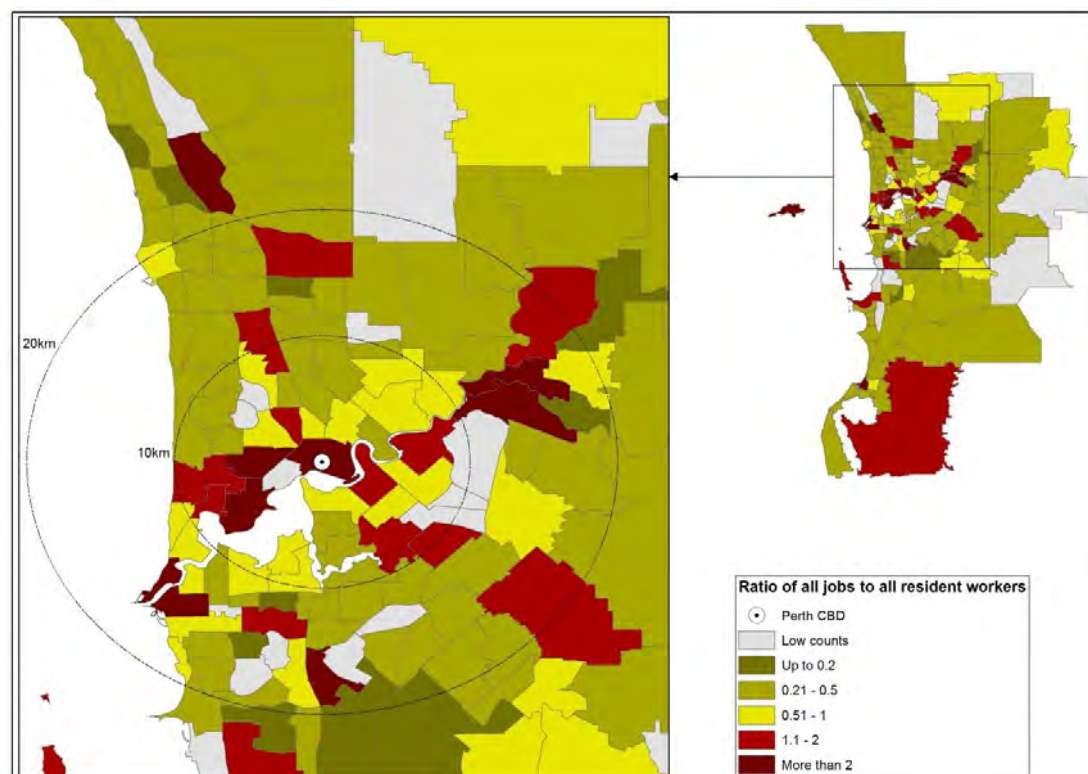 20km
10km
Ratio of all jobs to all resident workers
Perth CBD
Low counts
Up to 0.2
0.21 - 0.5
0.51 - 1
1.1 - 2
More than 2